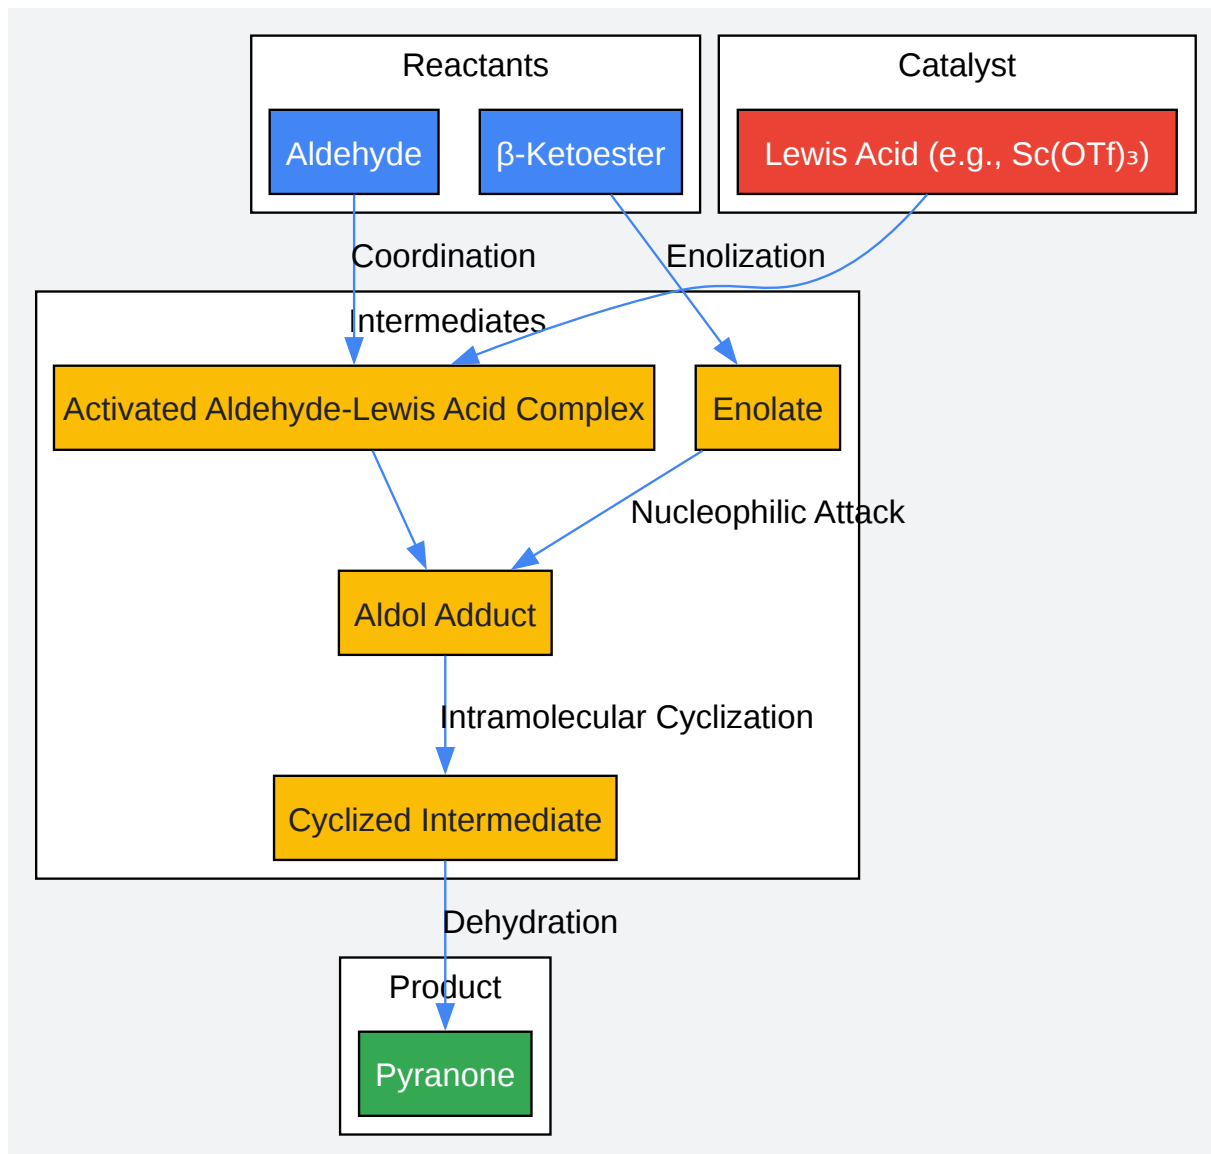 Reactants
Catalyst
Aldehyde
β-Ketoester
Lewis Acid (e.g., Sc(OTf)₃)
Coordination
Enolization
Intermediates
Activated Aldehyde-Lewis Acid Complex
Enolate
Nucleophilic Attack
Aldol Adduct
Intramolecular Cyclization
Cyclized Intermediate
Dehydration
Product
Pyranone